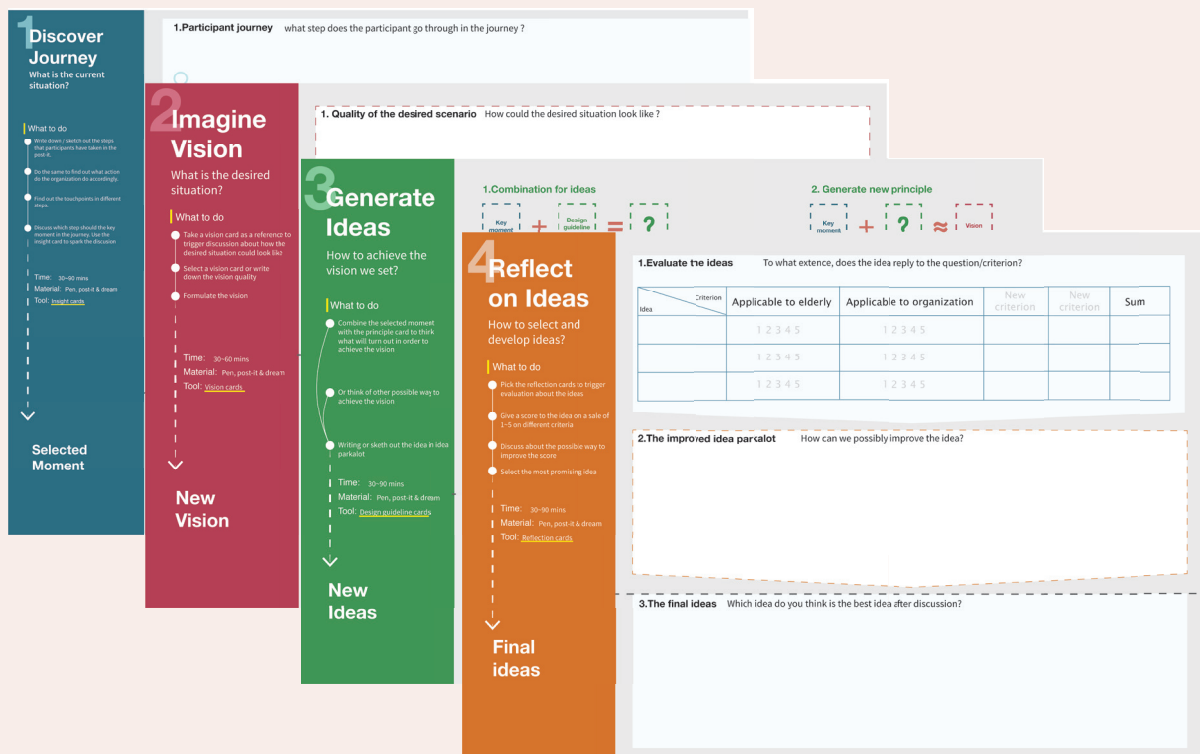 1
Discover
Journey
What is the current
situation?
What to do
Write down / sketch out the steps
that participants have taken in the
post-it.
Do the same to find out what action
do the organization do accordingly.
Find out the touchpoints in different
steps.
Discuss which step should the key
moment in the journey. Use the
insight card to spark the discusion
Time: 30~60 mins
Material: Pen, post-it & dream
Tool: Insight cards
Selected
Moment
1.Participant journey what step does the participant go through in the journey ?
2
Imagine
Vision
What is the desired
situation?
What to do
Take a vision card as a reference to
trigger discussion about how the
desired situation could look like
Select a vision card or write
down the vision quality
Formulate the vision
Time: 30~60 mins
Material: Pen, post-it & dream
Tool: Vision cards
New
Vision
1. Quality of the desired scenario How could the desired situation look like ?
3
Generate
Ideas
How to achieve the
vision we set?
What to do
Combine the selected moment
with the principle card to think
what will turn out in order to
achieve the vision
Or think of other possible way to
achieve the vision
Writing or sketh out the idea in idea
parkalot
Time: 30~90 mins
Material: Pen, post-it & dream
Tool: Design guideline cards
New
Ideas
1.Combination for ideas
Key
moment
+
Design
guideline
=
?
2. Generate new principle
Key
moment
+
?
≈
Vision
4
Reflect
on Ideas
How to select and
develop ideas?
What to do
Pick the reflection cards to trigger
evaluation about the ideas
Give a score to the idea on a sale of
1~5 on different criteria
Discuss about the possible way to
improve the score
Select the most promising idea
Time: 30~90 mins
Material: Pen, post-it & dream
Tool: Reflection cards
Final
ideas
1.Evaluate the ideas To what extence, does the idea reply to the question/criterion?
Criterion
Idea
Applicable to elderly
Applicable to organization
New
criterion
New
criterion
Sum
1 2 3 4 5 1 2 3 4 5
1 2 3 4 5 1 2 3 4 5
1 2 3 4 5 1 2 3 4 5
2.The improved idea parkalot How can we possibly improve the idea?
3.The final ideas Which idea do you think is the best idea after discussion?